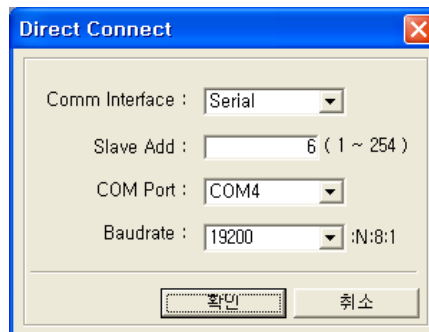 Direct Connect
Comm Interface : Serial
Slave Add : 6 ( 1 ~ 254 )
COM Port : COM4
Baudrate : 19200 :N:8:1
확인 취소